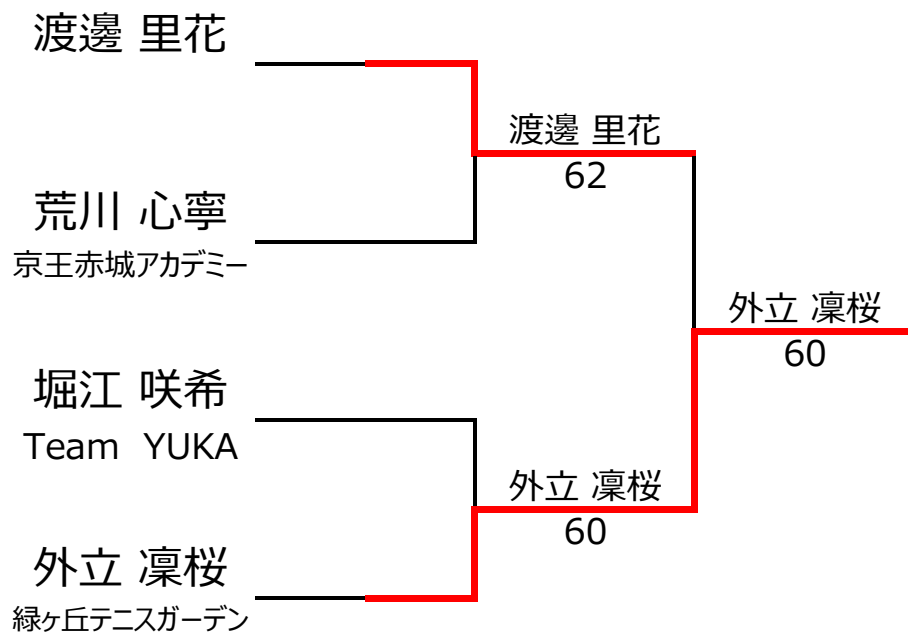 渡邊 里花
渡邊 里花
62
荒川 心寧
京王赤城アカデミー
外立 凜桜
60
堀江 咲希
Team YUKA
外立 凜桜
60
外立 凜桜
緑ヶ丘テニスガーデン